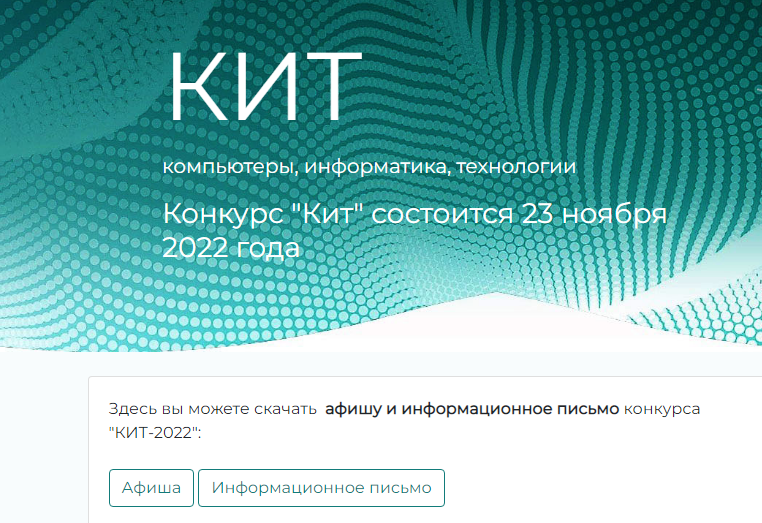 КИТ
компьютеры, информатика, технологии
Конкурс "Кит" состоится 23 ноября
2022 года
Здесь вы можете скачать афишу и информационное письмо конкурса
"КИТ-2022":
Афиша Информационное письмо